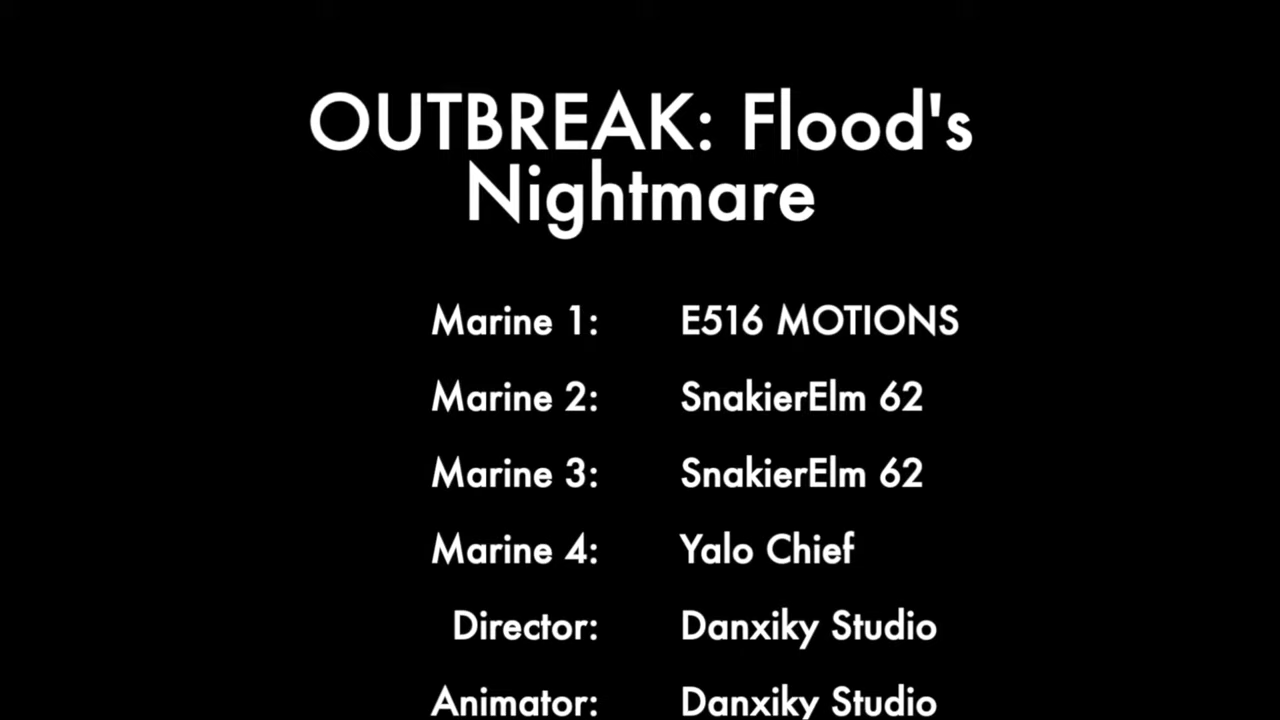 OUTBREAK: Flood's
Nightmare
Marine 1: E516 MOTIONS
Marine 2: SnakierElm 62
Marine 3: SnakierElm 62
Marine 4: Yalo Chief
Director: Danxiky Studio
Animator: Danxiky Studio